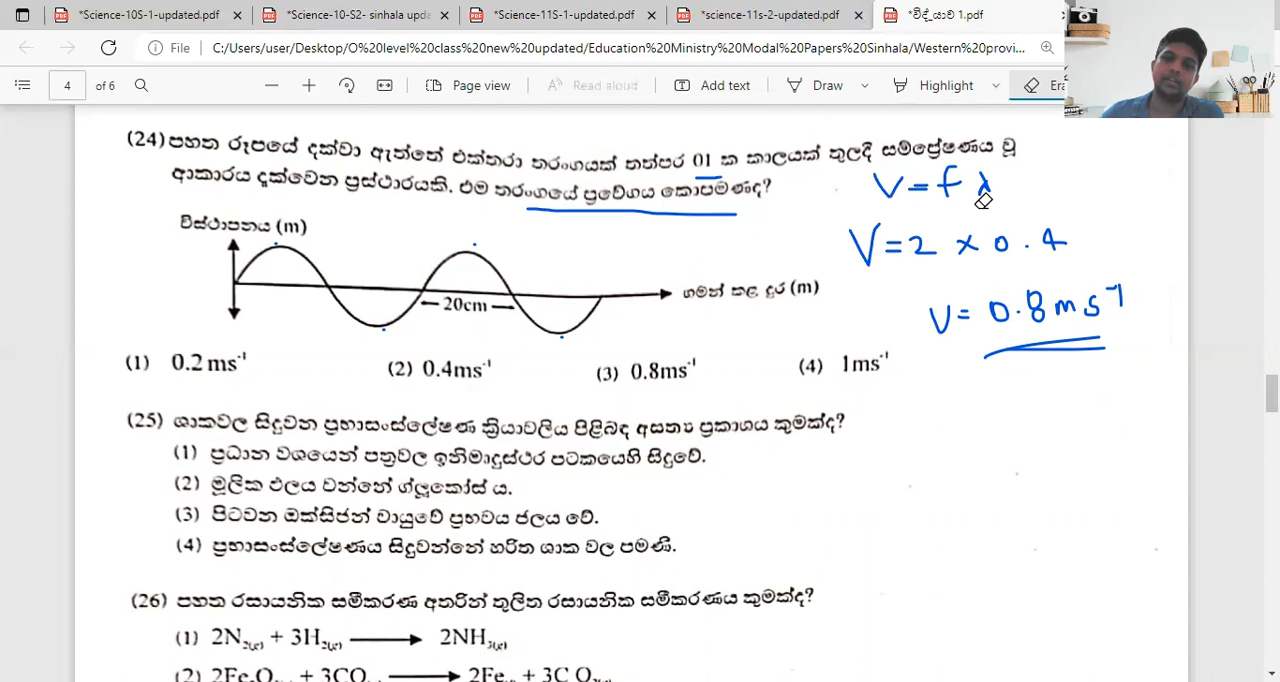 *Science-10S-1-updated.pdf
*Science-10-S2- sinhala upda
*Science-11S-1-updated.pdf
*science-11s-2-updated.pdf
*විද්‍යාව 1.pdf
File
C:/Users/user/Desktop/O%20level%20class%20new%20updated/Education%20Ministry%20Modal%20Papers%20Sinhala/Western%20provi...
4 of 6
Page view
Read aloud
Add text
Draw
Highlight
Era
(24) පහත රූපයේ දක්වා ඇත්තේ එක්තරා තරංගයක් තත්පර 01 ක කාලයක් තුලදී සම්ප්‍රේෂණය වූ
ආකාරය දැක්වෙන ප්‍රස්ථාරයකි. එම තරංගයේ ප්‍රවේගය කොපමණද?
V = f λ
විස්ථාපනය (m)
V = 2 × 0.4
20cm
ගමන් කළ දුර (m)
V = 0.8 m s⁻¹
(1) 0.2 ms⁻¹
(2) 0.4ms⁻¹
(3) 0.8ms⁻¹
(4) 1ms⁻¹
(25) ශාකවල සිදුවන ප්‍රභාසංස්ලේෂණ ක්‍රියාවලිය පිළිබඳ අසත්‍ය ප්‍රකාශය කුමක්ද?
(1) ප්‍රධාන වශයෙන් පත්‍රවල ඉනිමාදුස්ථර පටකයෙහි සිදුවේ.
(2) මූලික ඵලය වන්නේ ග්ලූකෝස් ය.
(3) පිටවන ඔක්සිජන් වායුවේ ප්‍රභවය ජලය වේ.
(4) ප්‍රභාසංස්ලේෂණය සිදුවන්නේ හරිත ශාක වල පමණි.
(26) පහත රසායනික සමීකරණ අතරින් තුලිත රසායනික සමීකරණය කුමක්ද?
(1) 2N₂ + 3H₂ ⟶ 2NH₃